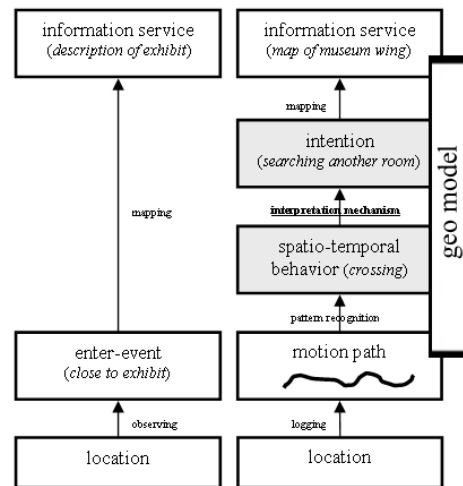 information service
(description of exhibit)
mapping
enter-event
(close to exhibit)
observing
location
information service
(map of museum wing)
mapping
intention
(searching another room)
interpretation mechanism
spatio-temporal
behavior (crossing)
pattern recognition
motion path
logging
location
geo model